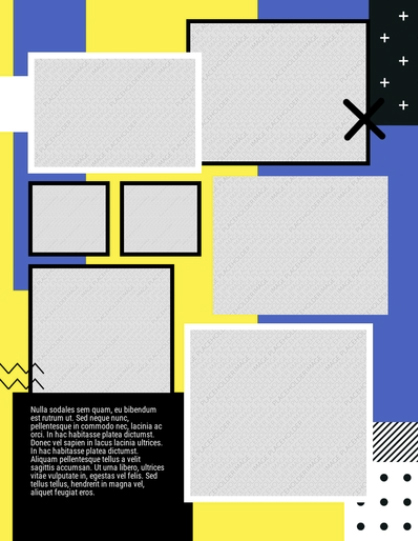 Nulla sodales sem quam, eu bibendum
est rutrum ut. Sed neque nunc,
pellentesque in commodo nec, lacinia ac
orci. In hac habitasse platea dictumst.
Donec vel sapien in lacus lacinia ultrices.
In hac habitasse platea dictumst.
Aliquam pellentesque tellus a velit
sagittis accumsan. Ut urna libero, ultrices
vitae vulputate in, egestas vel felis. Sed
tellus tellus, hendrerit in magna vel,
aliquet feugiat eros.